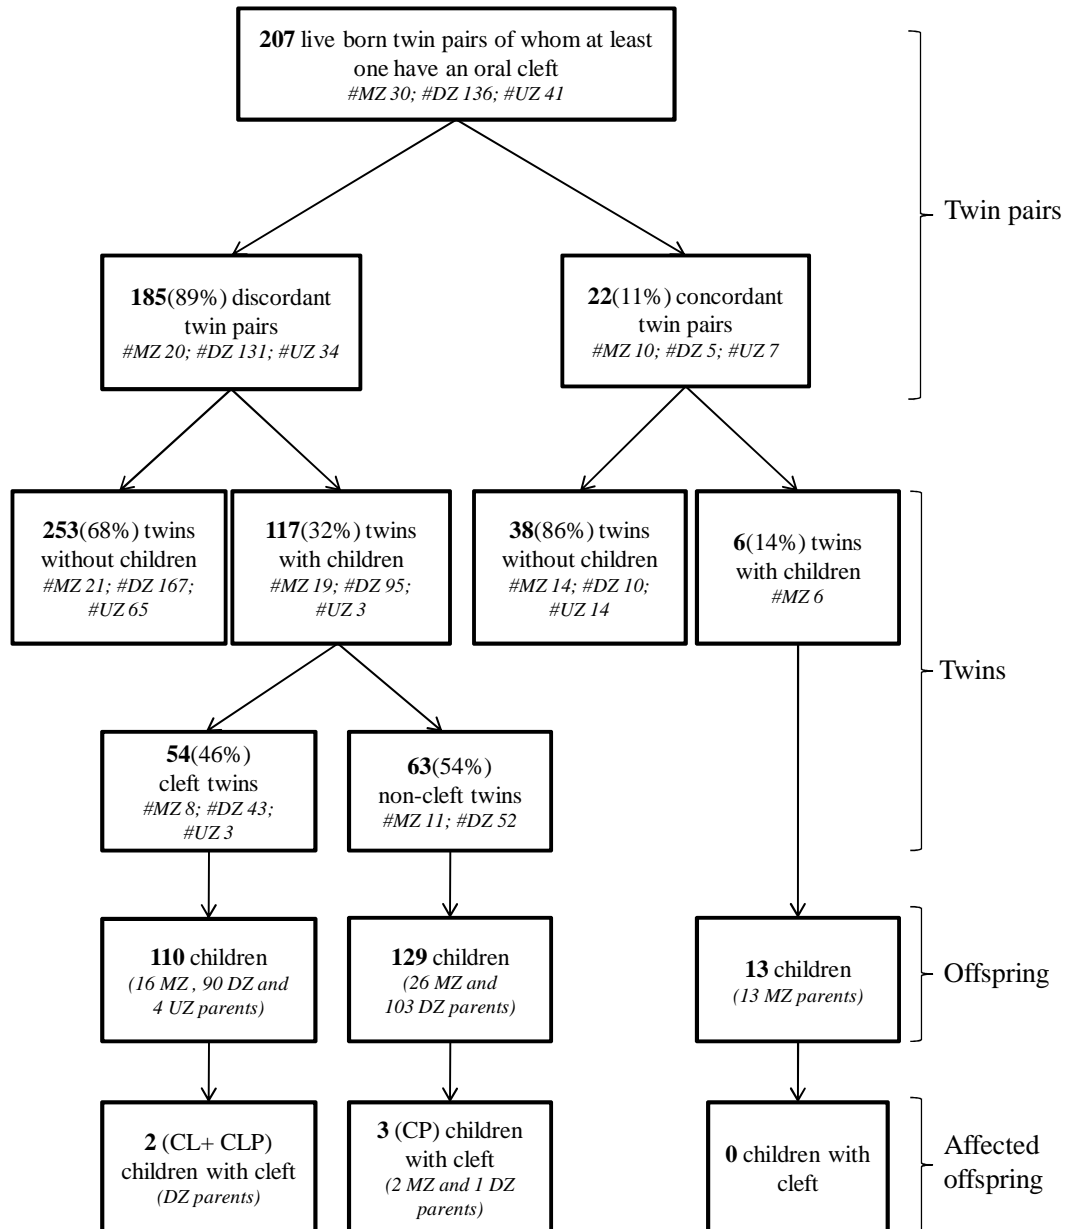 207 live born twin pairs of whom at least
one have an oral cleft
#MZ 30; #DZ 136; #UZ 41
Twin pairs
185(89%) discordant
twin pairs
#MZ 20; #DZ 131; #UZ 34
22(11%) concordant
twin pairs
#MZ 10; #DZ 5; #UZ 7
253(68%) twins
without children
#MZ 21; #DZ 167;
#UZ 65
117(32%) twins
with children
#MZ 19; #DZ 95;
#UZ 3
38(86%) twins
without children
#MZ 14; #DZ 10;
#UZ 14
6(14%) twins
with children
#MZ 6
Twins
54(46%)
cleft twins
#MZ 8; #DZ 43;
#UZ 3
63(54%)
non-cleft twins
#MZ 11; #DZ 52
110 children
(16 MZ , 90 DZ and
4 UZ parents)
129 children
(26 MZ and
103 DZ parents)
13 children
(13 MZ parents)
Offspring
2 (CL+ CLP)
children with cleft
(DZ parents)
3 (CP) children
with cleft
(2 MZ and 1 DZ
parents)
0 children with
cleft
Affected
offspring